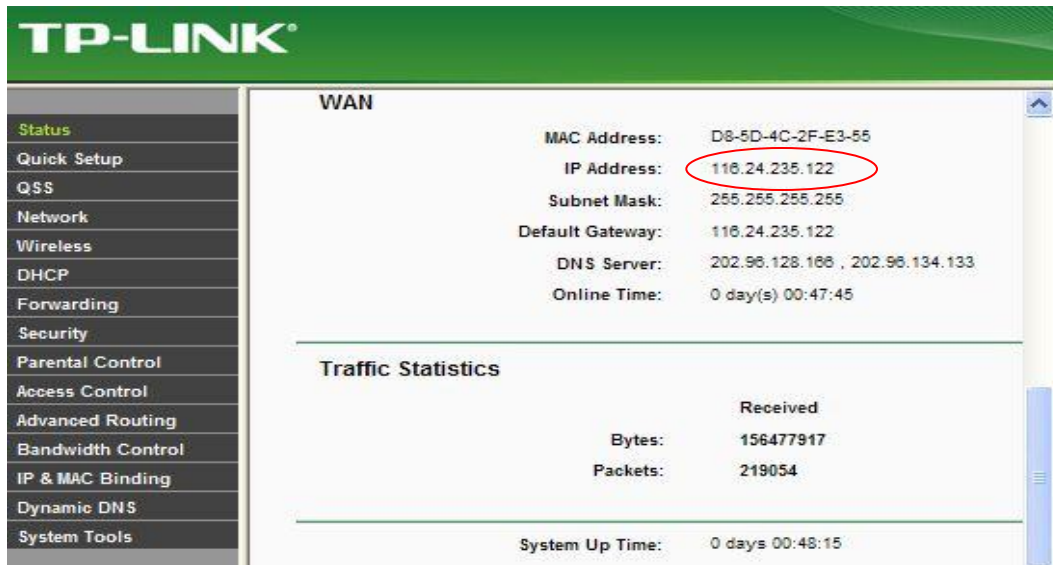 TP-LINK®
Status
Quick Setup
QSS
Network
Wireless
DHCP
Forwarding
Security
Parental Control
Access Control
Advanced Routing
Bandwidth Control
IP & MAC Binding
Dynamic DNS
System Tools
WAN
MAC Address: D8-5D-4C-2F-E3-55
IP Address: 116.24.235.122
Subnet Mask: 255.255.255.255
Default Gateway: 116.24.235.122
DNS Server: 202.96.128.166 , 202.96.134.133
Online Time: 0 day(s) 00:47:45
Traffic Statistics
Received
Bytes: 156477917
Packets: 219054
System Up Time: 0 days 00:48:15